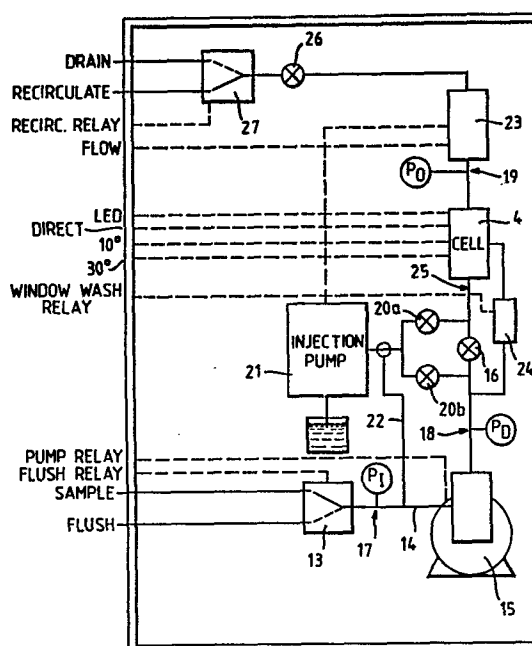 26
DRAIN
RECIRCULATE
27
23
RECIRC. RELAY
FLOW
PO
19
LED
4
DIRECT
10°
CELL
30°
25
WINDOW WASH
RELAY
20a
INJECTION
PUMP
21
16
24
20b
22
18
PD
PUMP RELAY
FLUSH RELAY
PI
SAMPLE
FLUSH
13
17
14
15